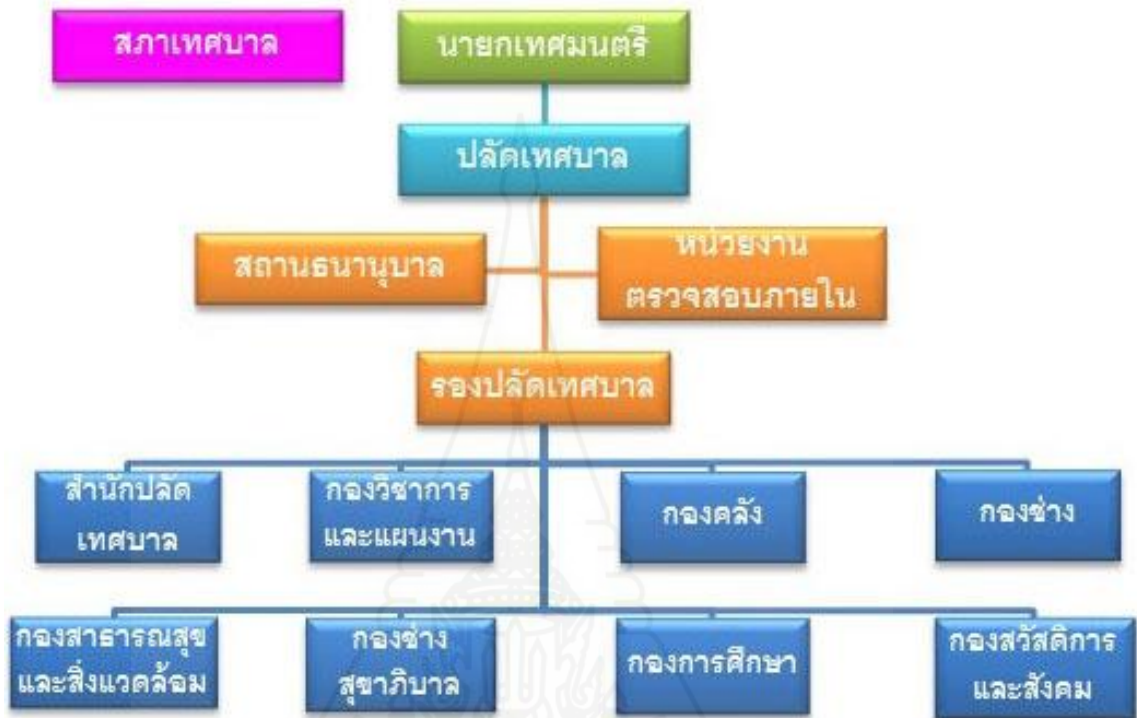 สภาเทศบาล
นายกเทศมนตรี
ปลัดเทศบาล
สถานธนานุบาล
หน่วยงาน
ตรวจสอบภายใน
รองปลัดเทศบาล
สำนักปลัด
เทศบาล
กองวิชาการ
และแผนงาน
กองคลัง
กองช่าง
กองสาธารณสุข
และสิ่งแวดล้อม
กองช่าง
สุขาภิบาล
กองการศึกษา
กองสวัสดิการ
และสังคม